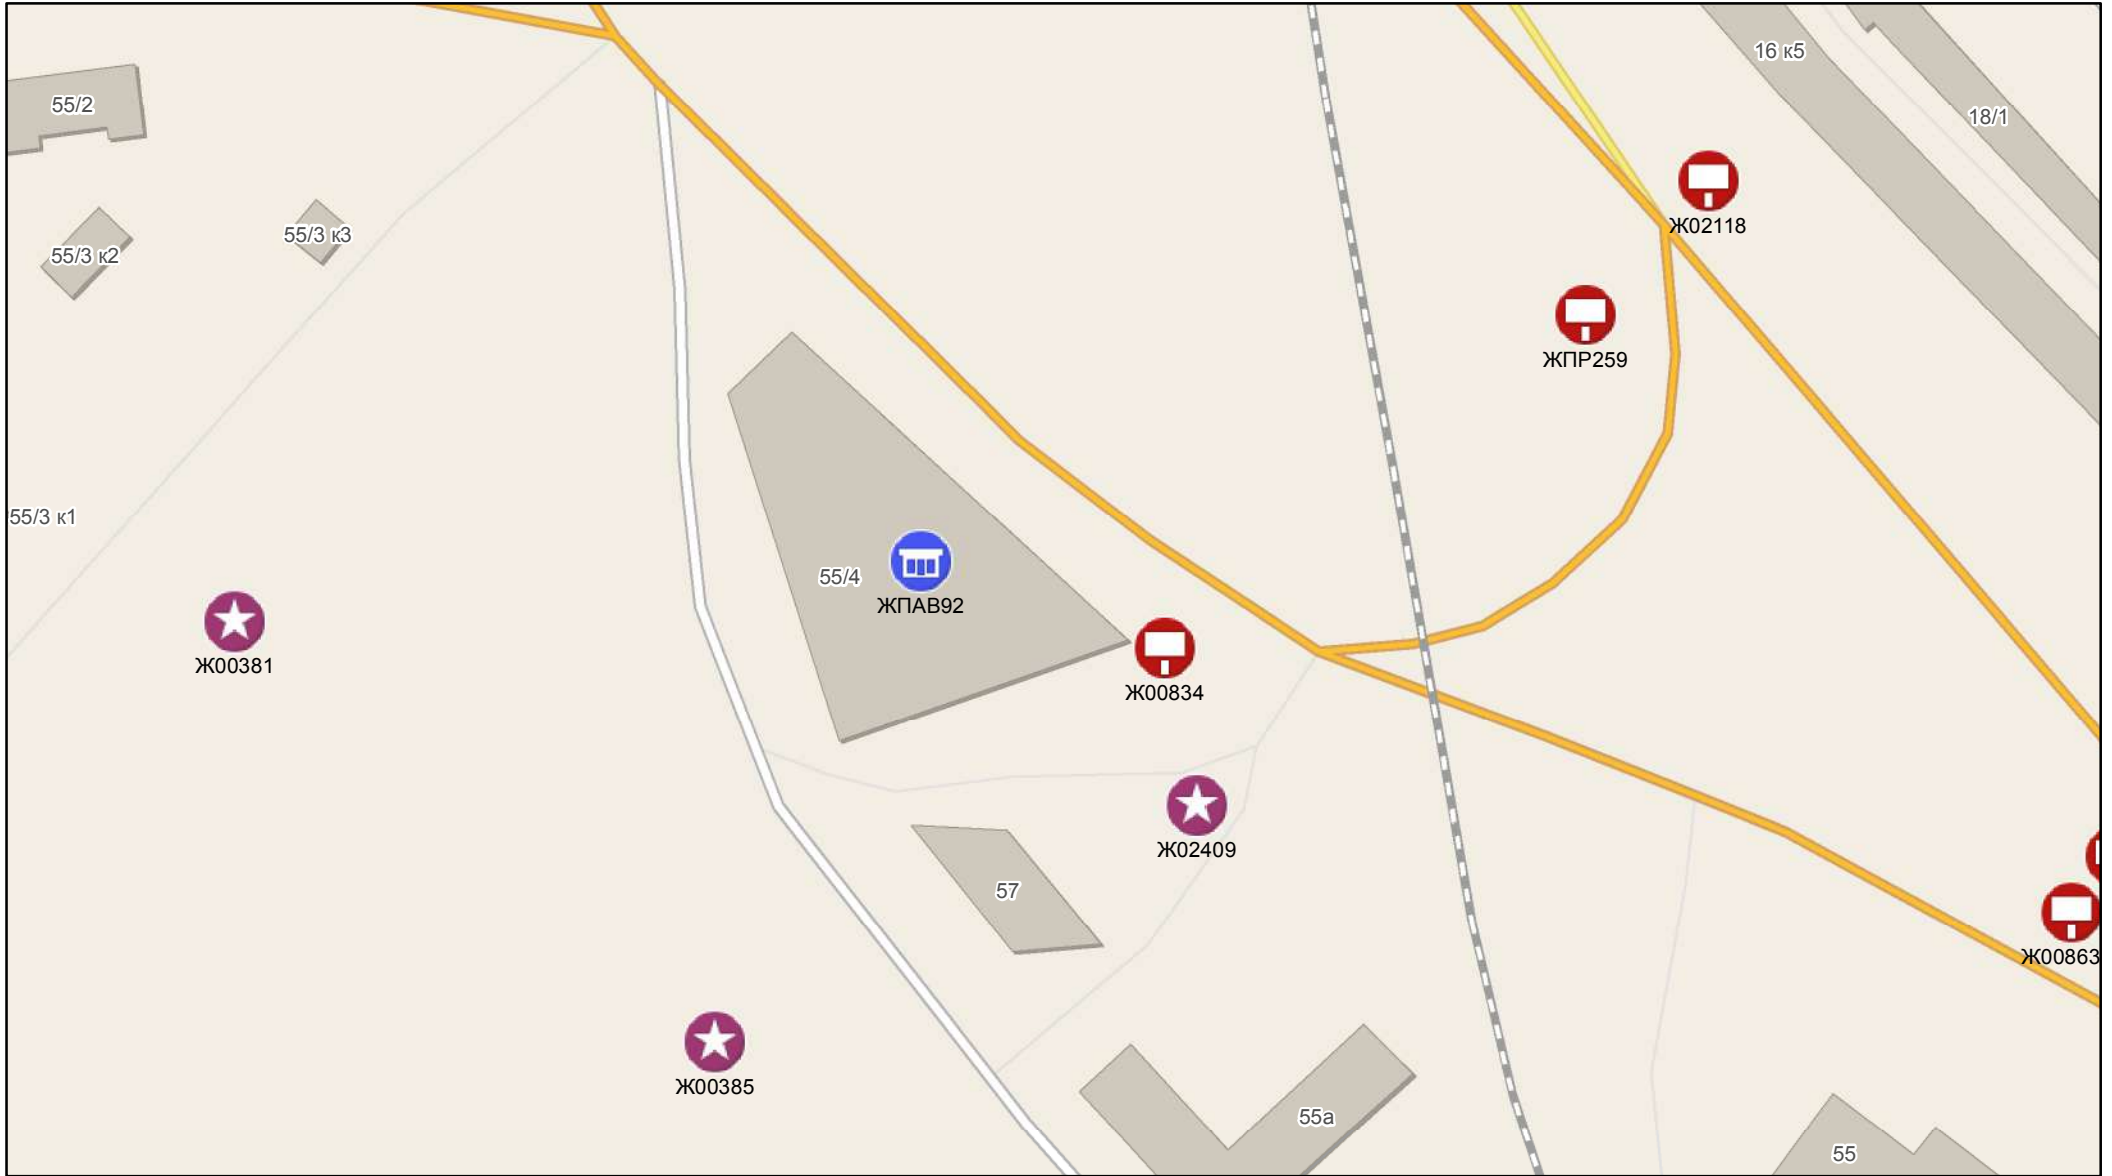 16 к5
55/2
18/1
Ж02118
55/3 к3
55/3 к2
ЖПР259
55/3 к1
55/4
ЖПАВ92
Ж00381
Ж00834
Ж02409
57
Ж00863
Ж00385
55а
55